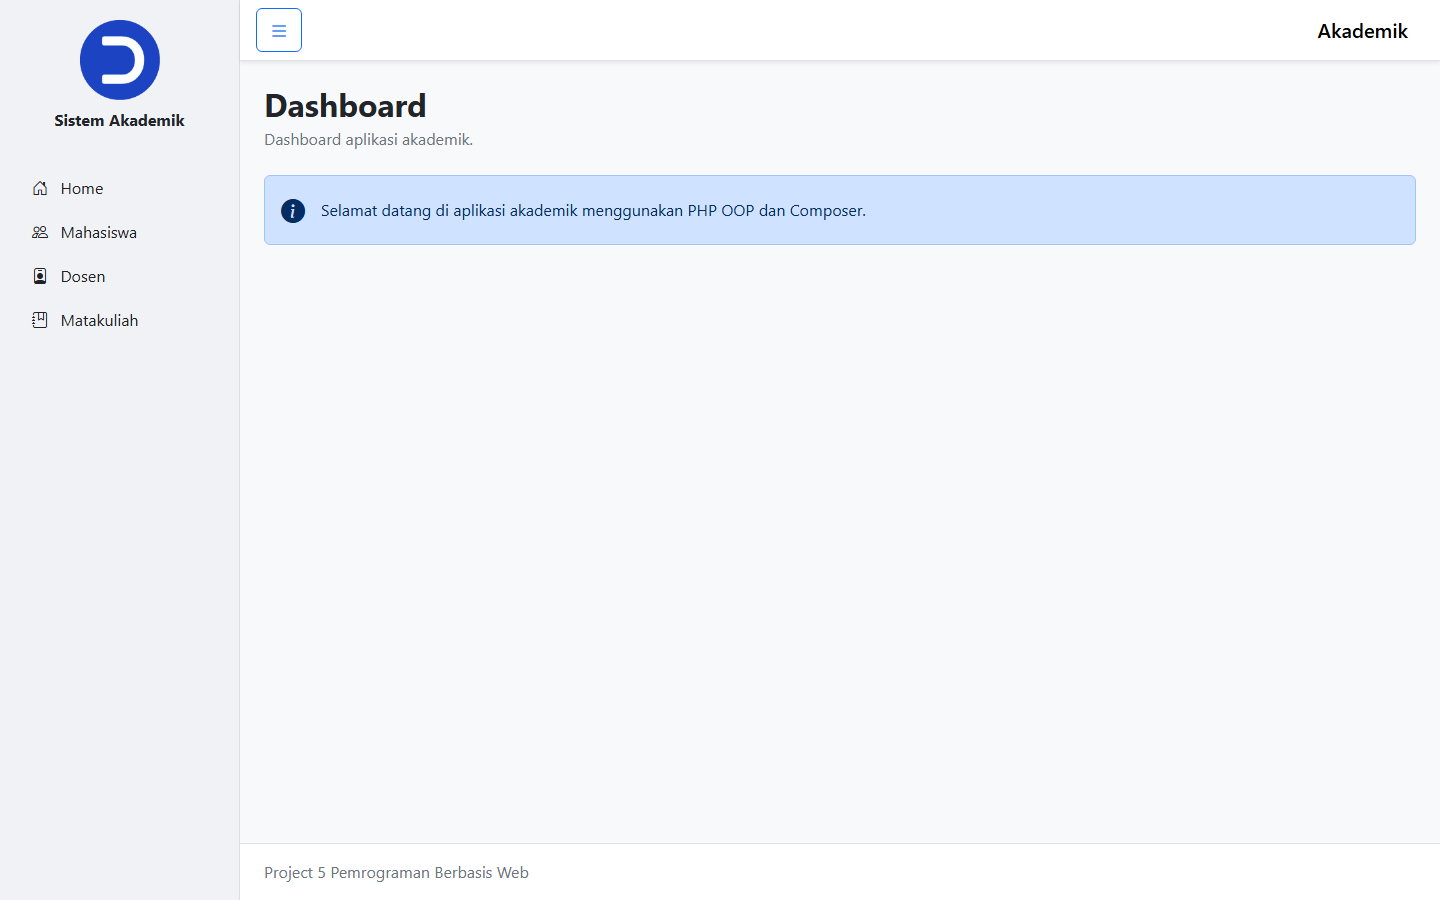 Sistem Akademik
Home
Mahasiswa
Dosen
Matakuliah
Akademik
Dashboard
Dashboard aplikasi akademik.
Selamat datang di aplikasi akademik menggunakan PHP OOP dan Composer.
Project 5 Pemrograman Berbasis Web